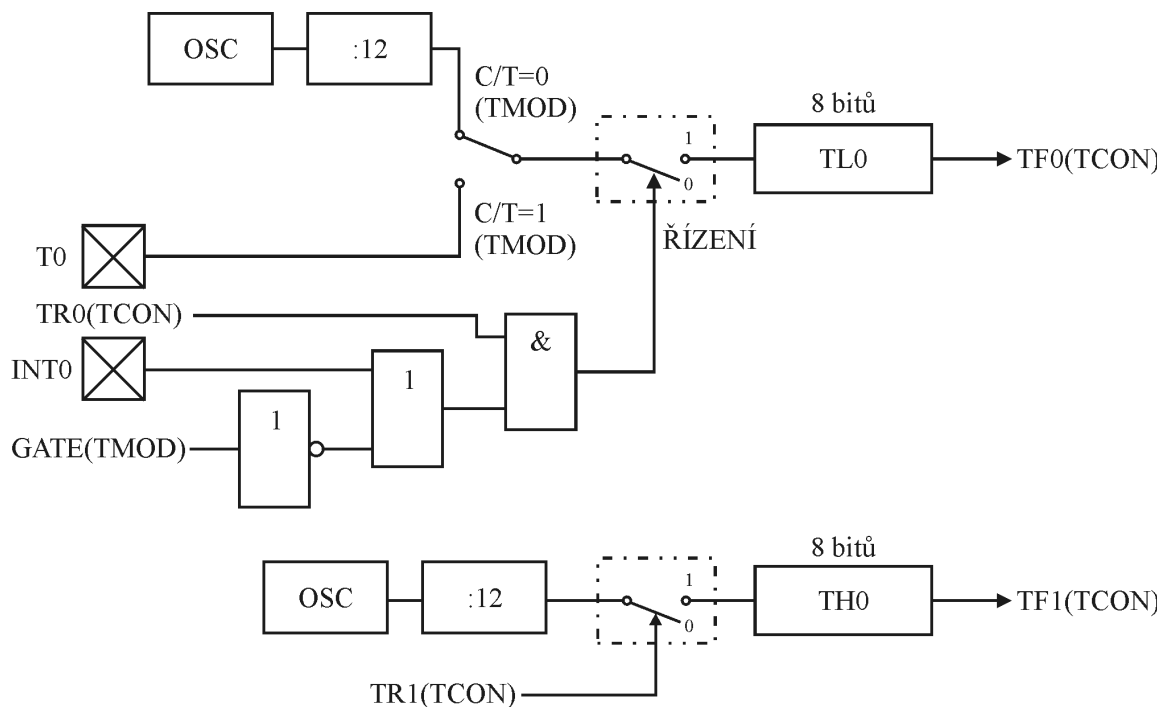 OSC
:12
C/T=0
(TMOD)
8 bitů
1
TL0
TF0(TCON)
0
C/T=1
(TMOD)
ŘÍZENÍ
T0
TR0(TCON)
&
INT0
1
1
GATE(TMOD)
8 bitů
OSC
:12
1
TH0
TF1(TCON)
0
TR1(TCON)